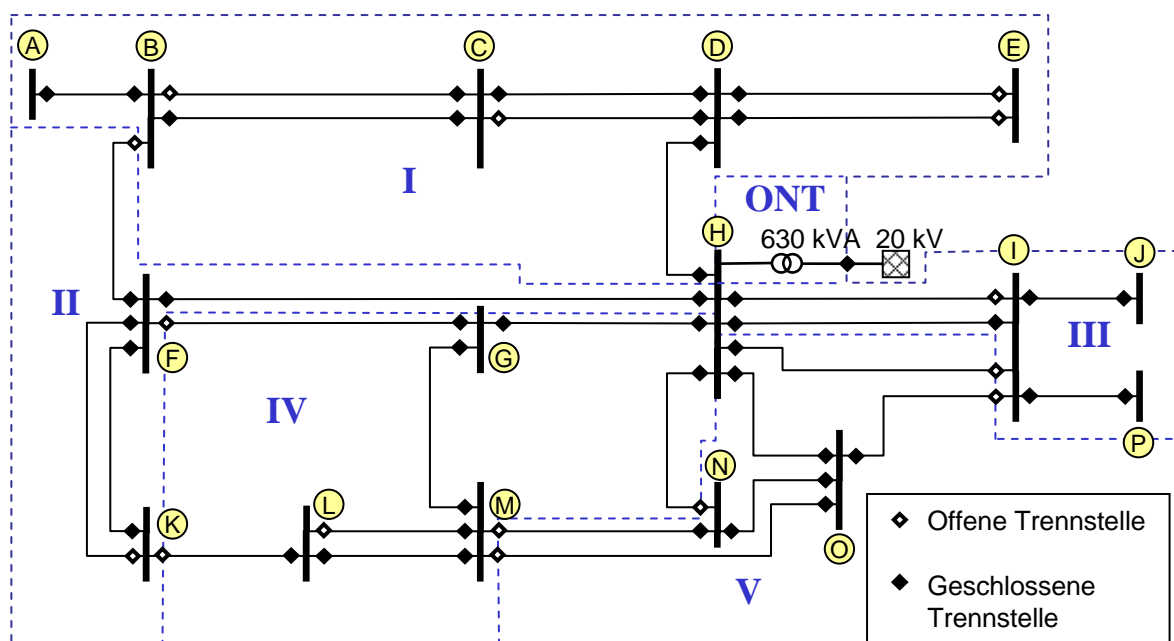 A
B
C
D
E
I
ONT
H
630 kVA
20 kV
I
J
II
III
F
G
IV
P
N
K
L
M
O
V
Offene Trennstelle
Geschlossene
Trennstelle